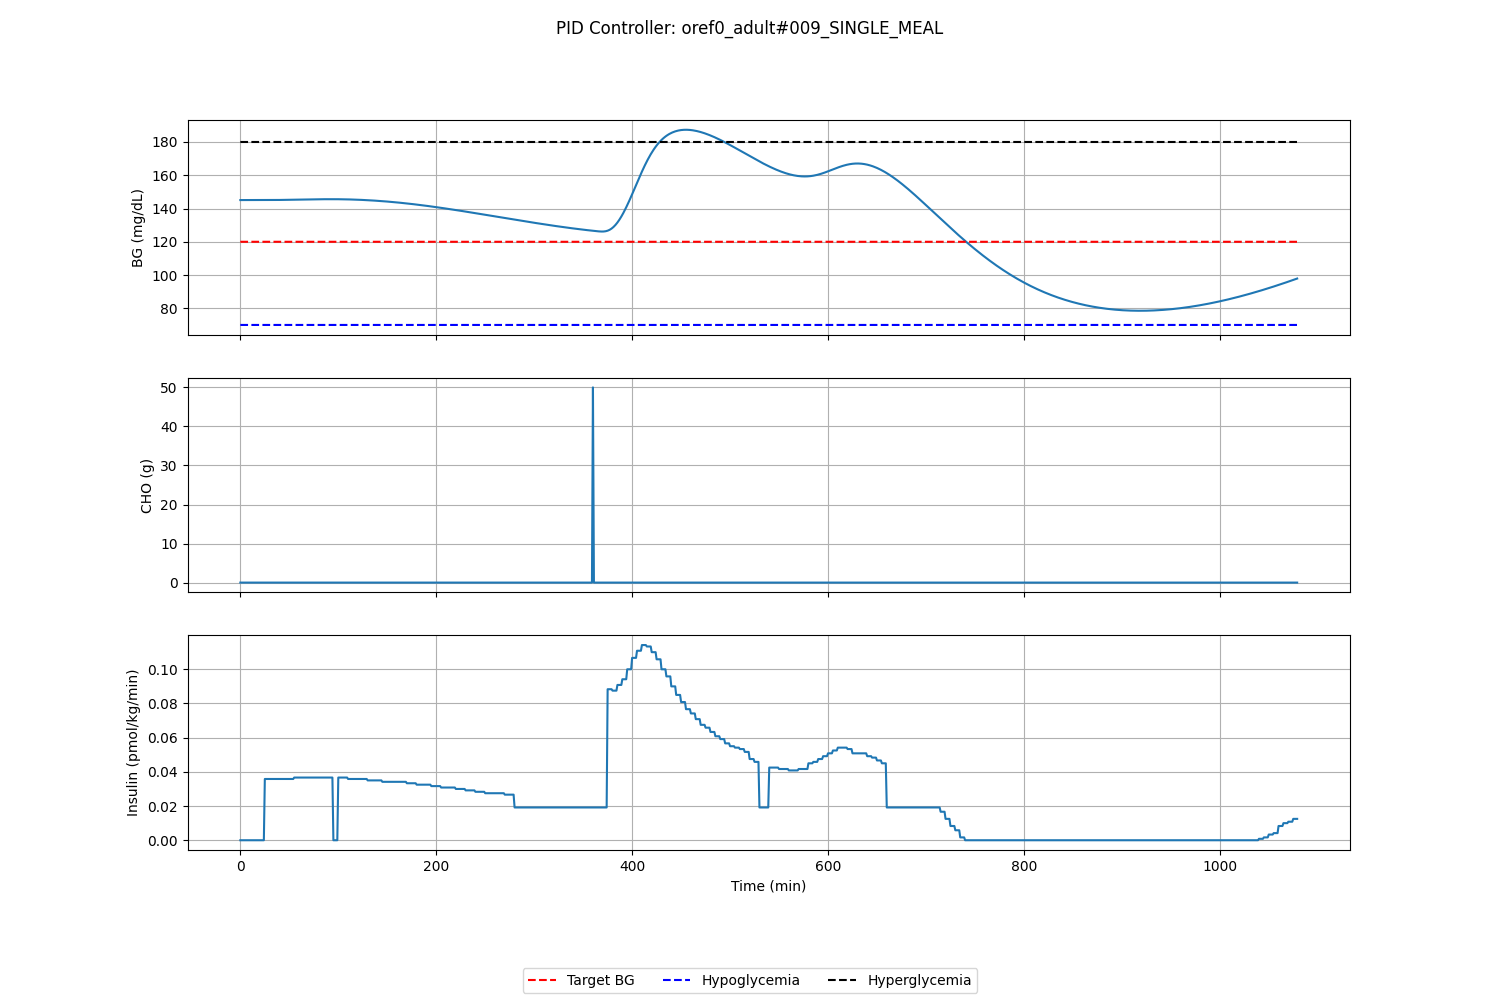 PID Controller: oref0_adult#009_SINGLE_MEAL
BG (mg/dL)
180
160
140
120
100
80
CHO (g)
50
40
30
20
10
0
Insulin (pmol/kg/min)
0.10
0.08
0.06
0.04
0.02
0.00
0 200 400 600 800 1000
Time (min)
Target BG Hypoglycemia Hyperglycemia